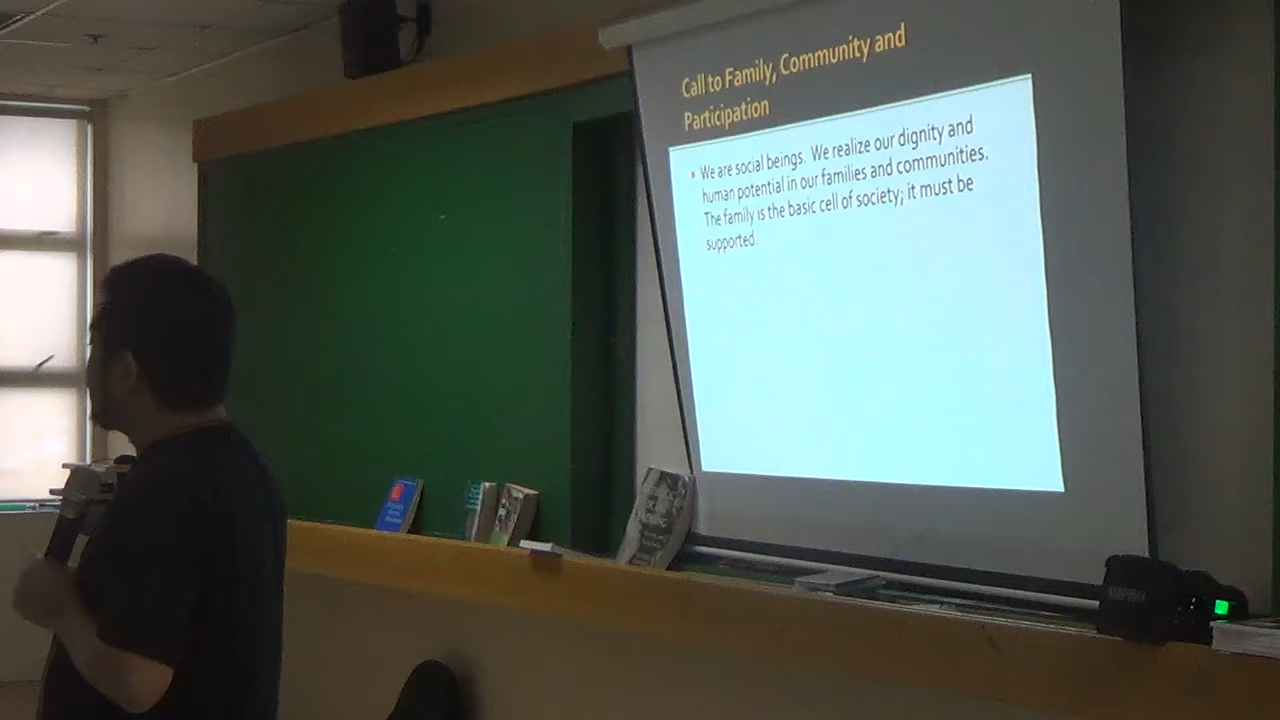 Call to Family, Community and
Participation
We are social beings. We realize our dignity and
human potential in our families and communities.
The family is the basic cell of society; it must be
supported.